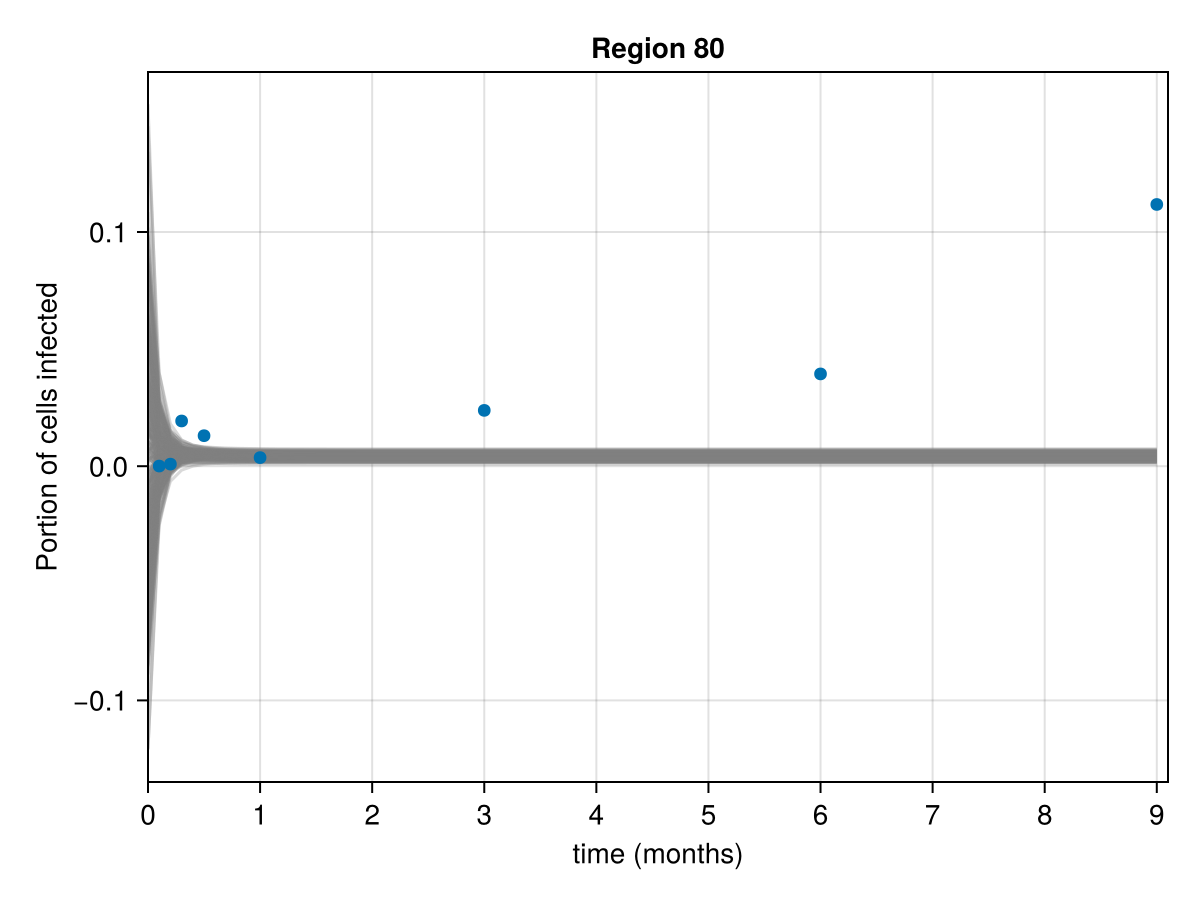 Region 80
Portion of cells infected
0.1
0.0
−0.1
0 1 2 3 4 5 6 7 8 9
time (months)